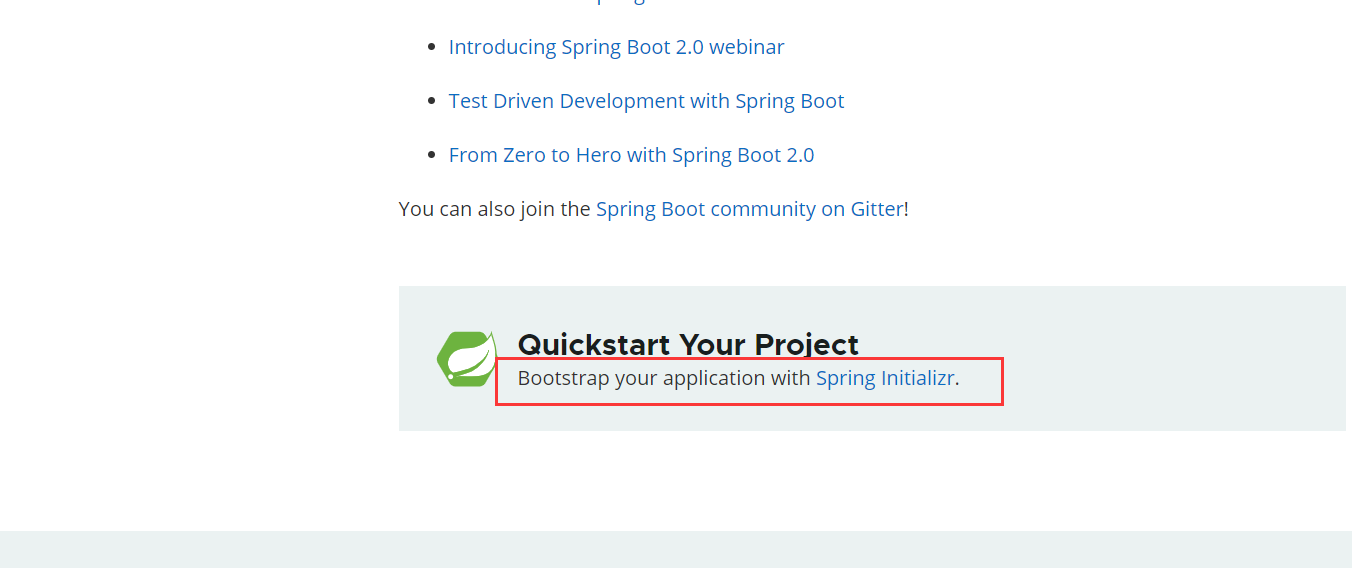 Introducing Spring Boot 2.0 webinar
Test Driven Development with Spring Boot
From Zero to Hero with Spring Boot 2.0
You can also join the Spring Boot community on Gitter!
Quickstart Your Project
Bootstrap your application with Spring Initializr.